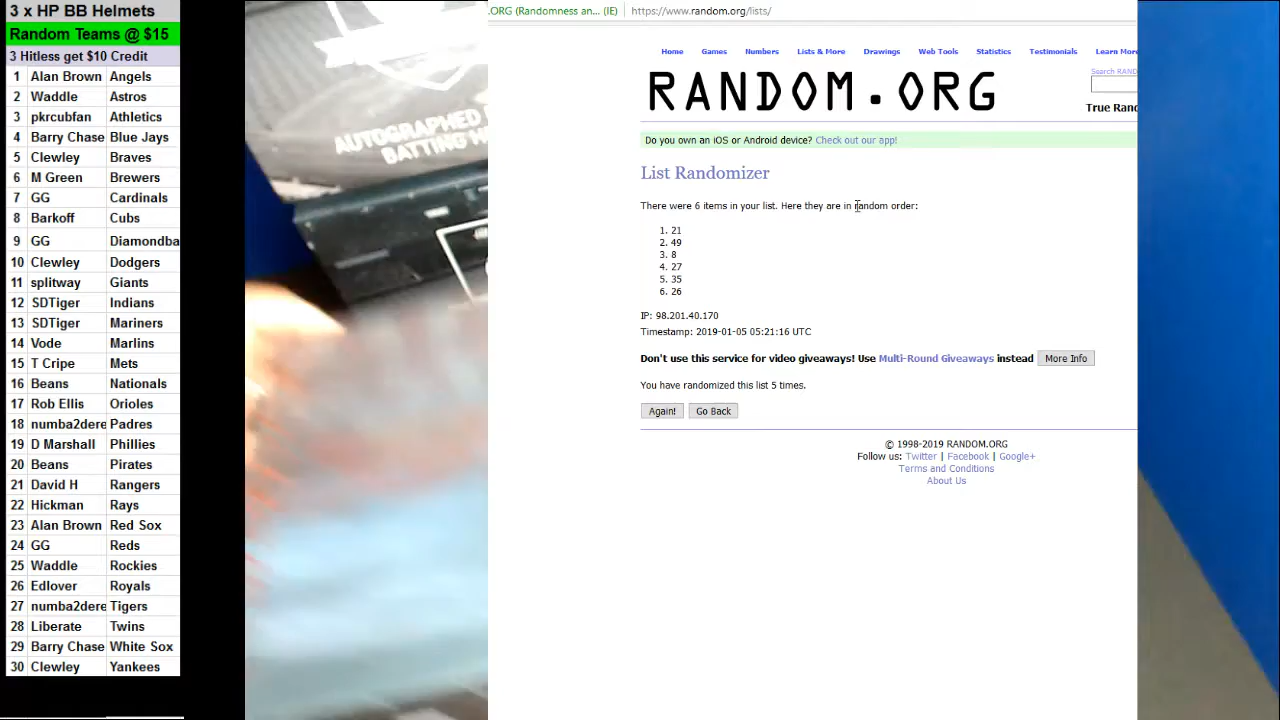 3 x HP BB Helmets
Random Teams @ $15
3 Hitless get $10 Credit
1 Alan Brown Angels
2 Waddle Astros
3 pkrcubfan Athletics
4 Barry Chase Blue Jays
5 Clewley Braves
6 M Green Brewers
7 GG Cardinals
8 Barkoff Cubs
9 GG Diamondba
10 Clewley Dodgers
11 splitway Giants
12 SDTiger Indians
13 SDTiger Mariners
14 Vode Marlins
15 T Cripe Mets
16 Beans Nationals
17 Rob Ellis Orioles
18 numba2dere Padres
19 D Marshall Phillies
20 Beans Pirates
21 David H Rangers
22 Hickman Rays
23 Alan Brown Red Sox
24 GG Reds
25 Waddle Rockies
26 Edlover Royals
27 numba2dere Tigers
28 Liberate Twins
29 Barry Chase White Sox
30 Clewley Yankees
AUTOGRAPHED
BATTING
.ORG (Randomness an... (IE) https://www.random.org/lists/
Home Games Numbers Lists & More Drawings Web Tools Statistics Testimonials Learn More
Search RAND
RANDOM.ORG
True Ran
Do you own an iOS or Android device? Check out our app!
List Randomizer
There were 6 items in your list. Here they are in random order:
1. 21
2. 49
3. 8
4. 27
5. 35
6. 26
IP: 98.201.40.170
Timestamp: 2019-01-05 05:21:16 UTC
Don't use this service for video giveaways! Use Multi-Round Giveaways instead More Info
You have randomized this list 5 times.
Again! Go Back
© 1998-2019 RANDOM.ORG
Follow us: Twitter | Facebook | Google+
Terms and Conditions
About Us